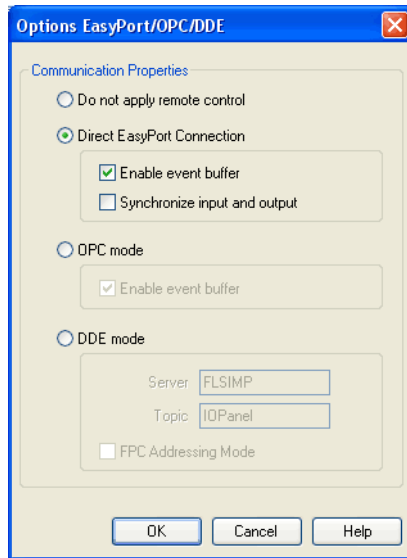 Options EasyPort/OPC/DDE
Communication Properties
Do not apply remote control
Direct EasyPort Connection
Enable event buffer
Synchronize input and output
OPC mode
Enable event buffer
DDE mode
Server FLSIMP
Topic IOPanel
FPC Addressing Mode
OK Cancel Help